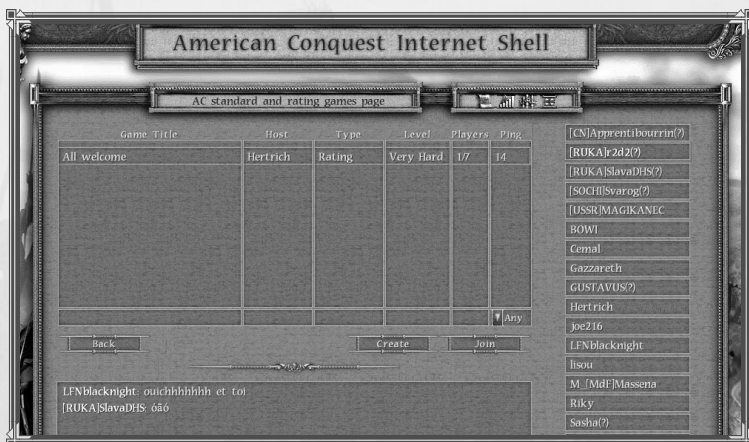 American Conquest Internet Shell
AC standard and rating games page
Game Title Host Type Level Players Ping
All welcome Hertrich Rating Very Hard 1/7 14
Any
Back Create Join
LFNblacknight: ouichhhhhhh et toi
[RUKA]SlavaDHS: óãó
[CN]Apprentibourrin(?)
[RUKA]r2d2(?)
[RUKA]SlavaDHS(?)
[SOCHI]Svarog(?)
[USSR]MAGIKANEC
BOWI
Cemal
Gazzareth
GUSTAVUS(?)
Hertrich
joe216
LFNblacknight
lisou
M_[MdF]Massena
Riky
Sasha(?)